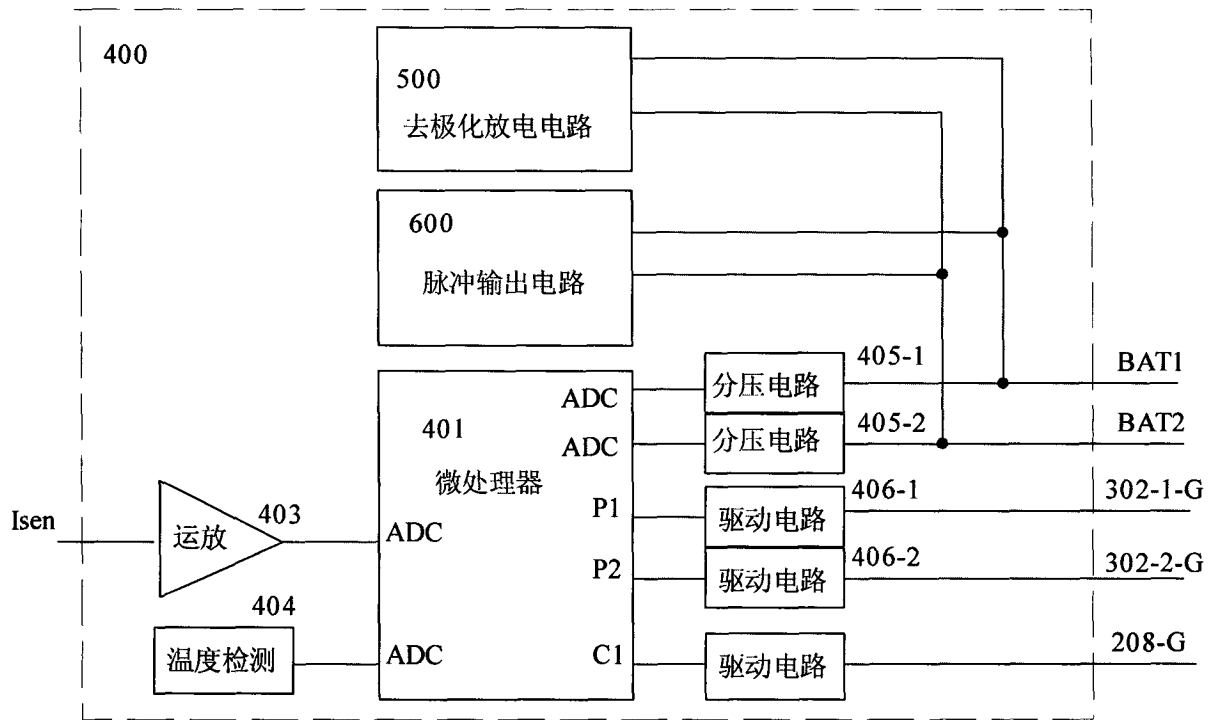 400
500
去极化放电电路
600
脉冲输出电路
405-1
BAT1
分压电路
ADC
405-2
BAT2
分压电路
ADC
401
微处理器
406-1
302-1-G
P1
驱动电路
Isen
运放
403
ADC
406-2
302-2-G
P2
驱动电路
404
温度检测
ADC
208-G
C1
驱动电路